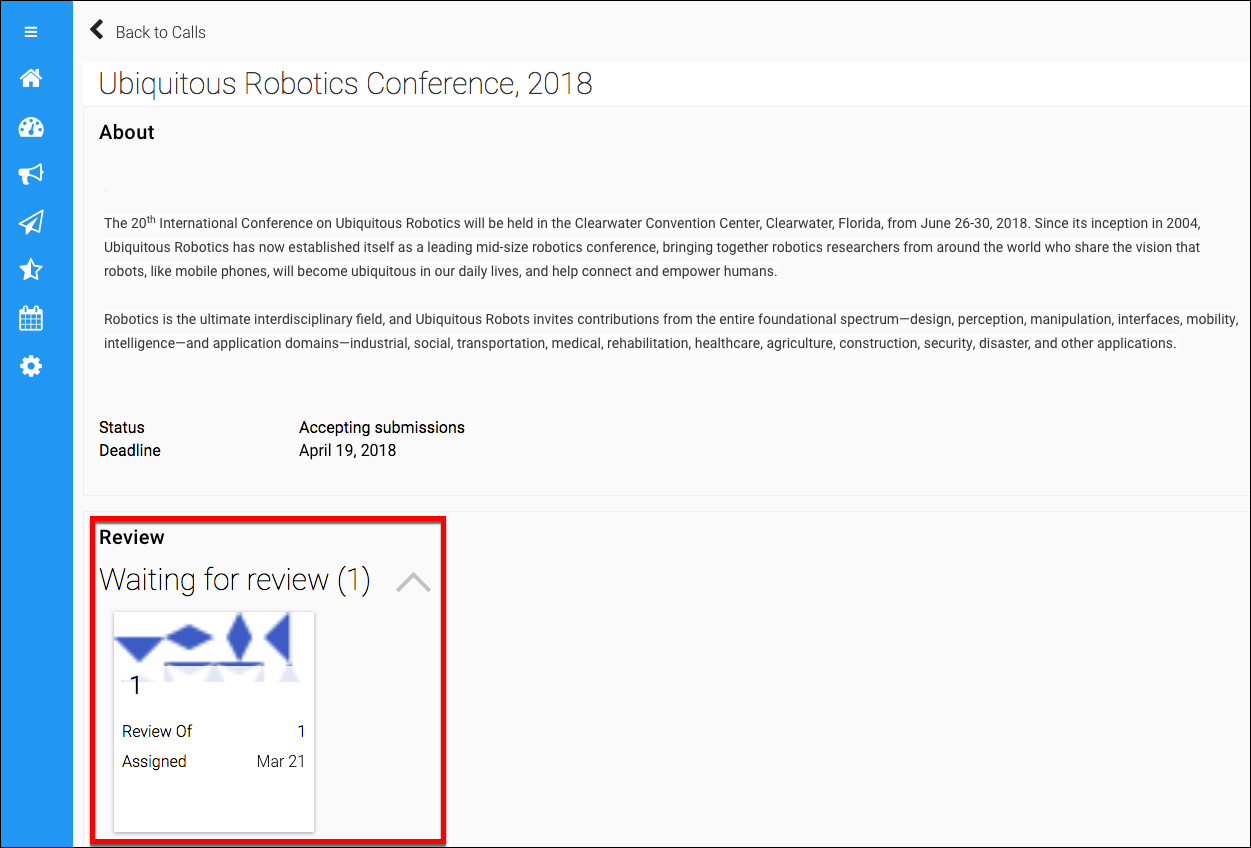 Back to Calls
Ubiquitous Robotics Conference, 2018
About
The 20th International Conference on Ubiquitous Robotics will be held in the Clearwater Convention Center, Clearwater, Florida, from June 26-30, 2018. Since its inception in 2004,
Ubiquitous Robotics has now established itself as a leading mid-size robotics conference, bringing together robotics researchers from around the world who share the vision that
robots, like mobile phones, will become ubiquitous in our daily lives, and help connect and empower humans.
Robotics is the ultimate interdisciplinary field, and Ubiquitous Robots invites contributions from the entire foundational spectrum—design, perception, manipulation, interfaces, mobility,
intelligence—and application domains—industrial, social, transportation, medical, rehabilitation, healthcare, agriculture, construction, security, disaster, and other applications.
Status Accepting submissions
Deadline April 19, 2018
Review
Waiting for review (1)
1
Review Of 1
Assigned Mar 21